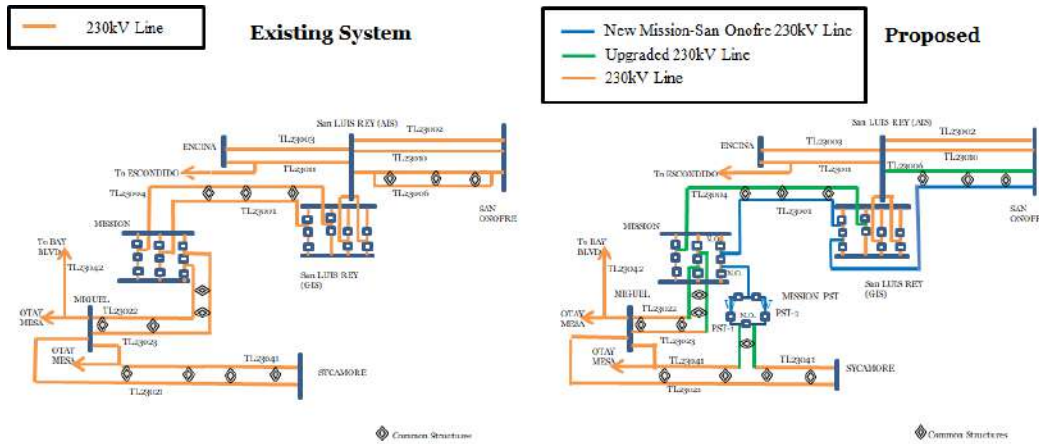 230kV Line
Existing System
San LUIS REY (AIS)
TL23003
TL23002
ENCINA
TL23010
TL23011
To ESCONDIDO
TL23004
TL23006
TL23001
SAN
ONOFRE
MISSION
To BAY
BLVD
TL23042
San LUIS REY
(GIS)
MIGUEL
TL23022
OTAY
MESA
TL23023
OTAY
MESA
TL23041
SYCAMORE
TL23021
Common Structures
New Mission-San Onofre 230kV Line
Upgraded 230kV Line
230kV Line
Proposed
San LUIS REY (AIS)
TL23003
TL23002
ENCINA
TL23010
TL23011
TL23006
To ESCONDIDO
TL23004
TL23001
SAN
ONOFRE
MISSION
N.O.
To BAY
BLVD
TL23042
N.O.
San LUIS REY
(GIS)
MIGUEL
MISSION PST
TL23022
OTAY
MESA
N.O.
PST-2
PST-1
TL23023
OTAY
MESA
TL23041
TL23041
SYCAMORE
TL23021
Common Structures